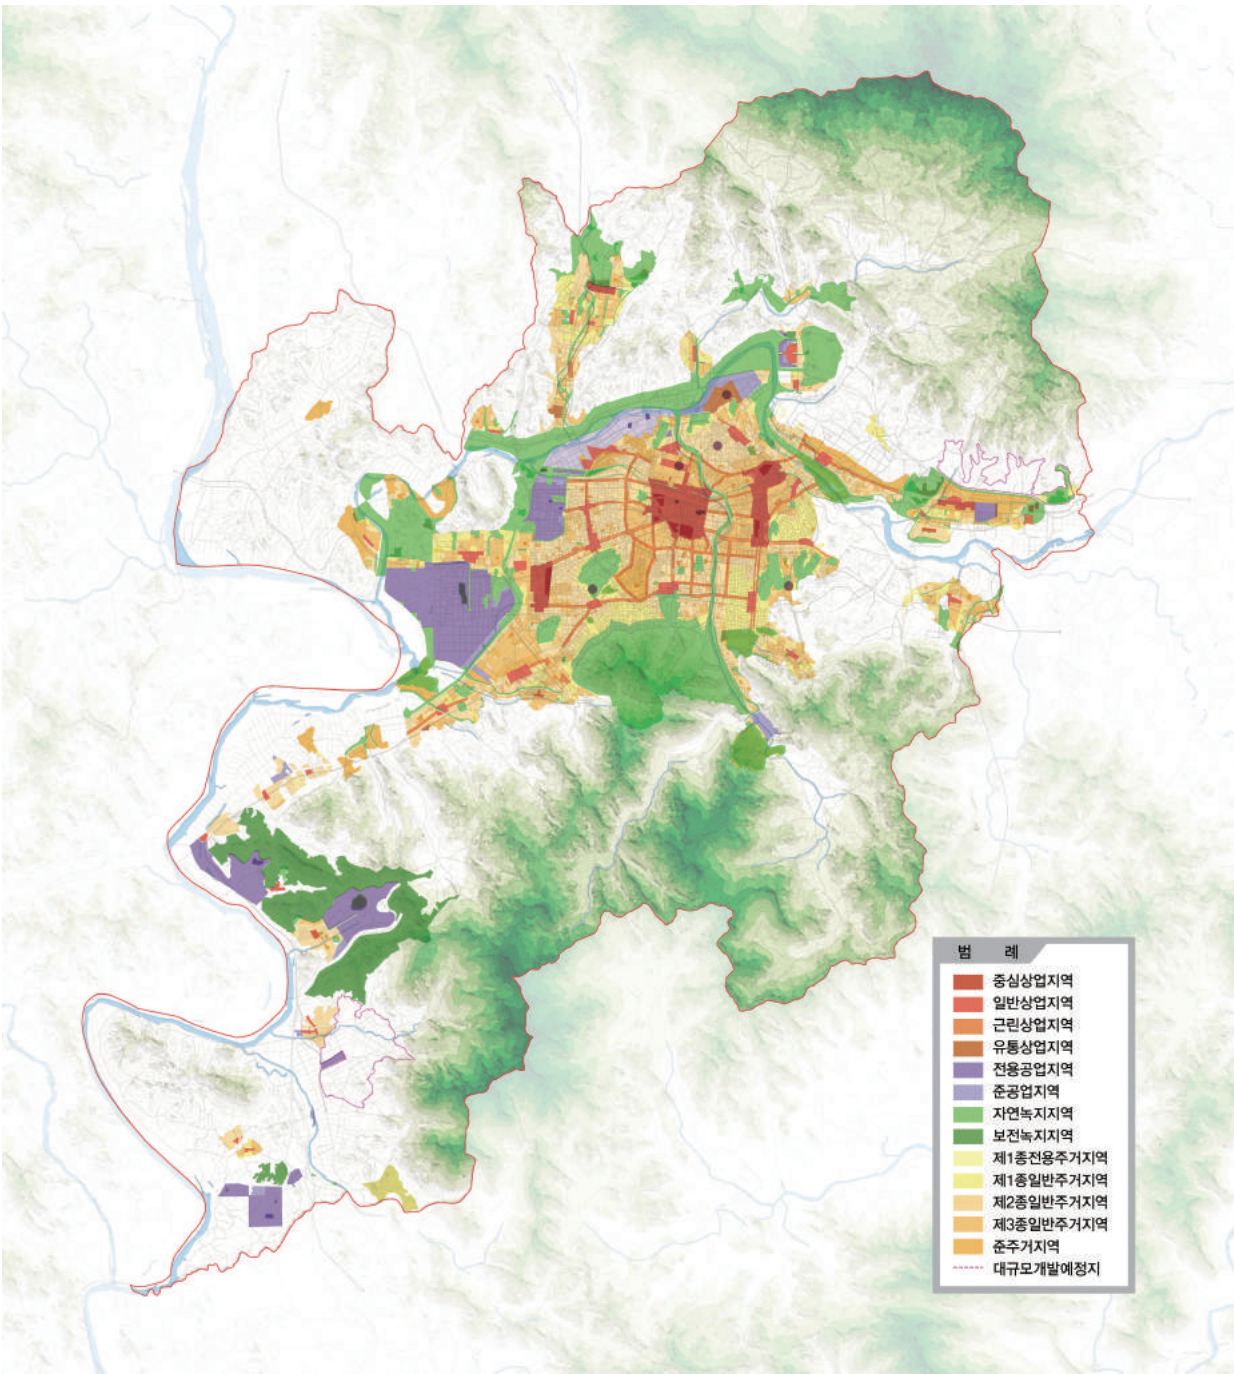 범 례
중심상업지역
일반상업지역
근린상업지역
유통상업지역
전용공업지역
준공업지역
자연녹지지역
보전녹지지역
제1종전용주거지역
제1종일반주거지역
제2종일반주거지역
제3종일반주거지역
준주거지역
대규모개발예정지